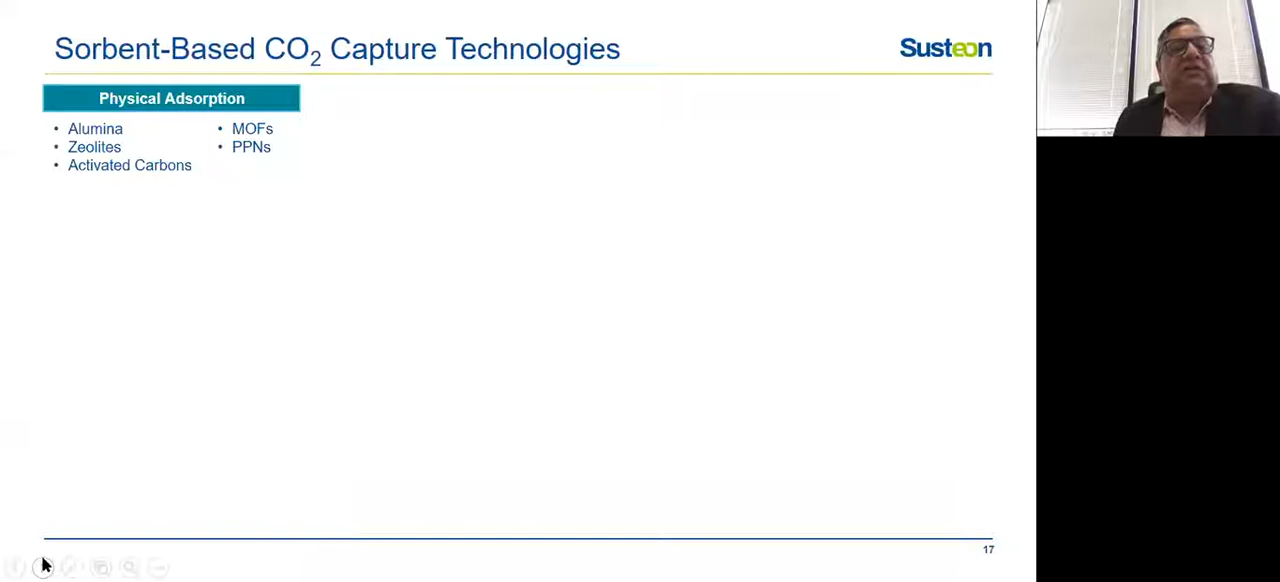 Sorbent-Based CO₂ Capture Technologies
Susteon
Physical Adsorption
• Alumina
• Zeolites
• Activated Carbons
• MOFs
• PPNs
17